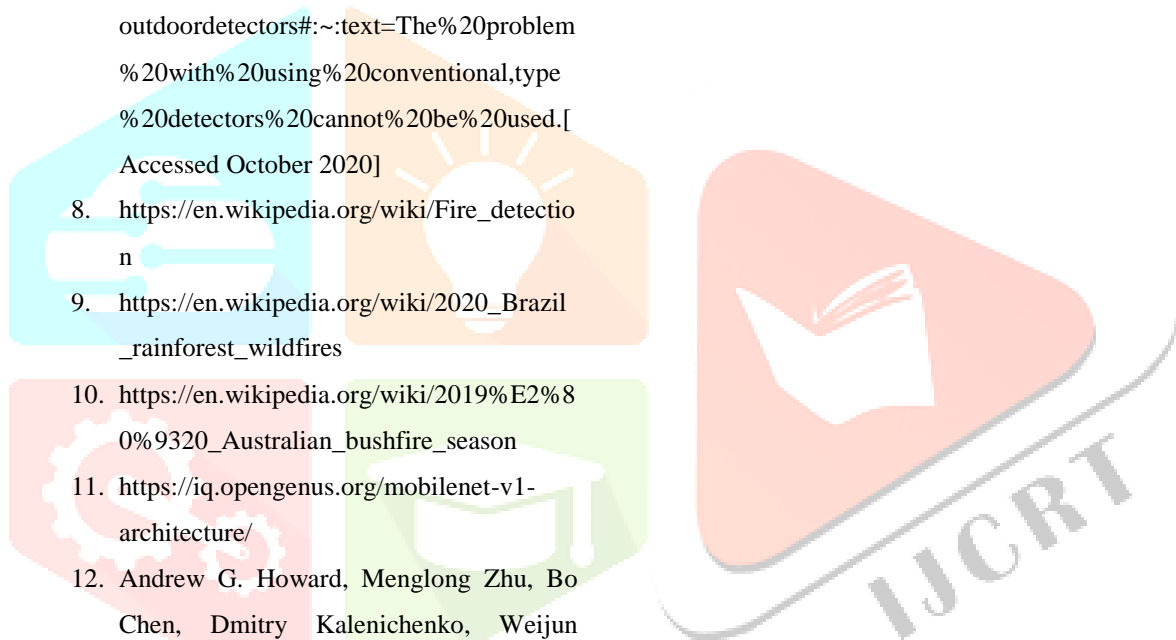 outdoordetectors#:~:text=The%20problem
%20with%20using%20conventional,type
%20detectors%20cannot%20be%20used.[
Accessed October 2020]
8. https://en.wikipedia.org/wiki/Fire_detectio
n
9. https://en.wikipedia.org/wiki/2020_Brazil
_rainforest_wildfires
10. https://en.wikipedia.org/wiki/2019%E2%8
0%9320_Australian_bushfire_season
11. https://iq.opengenus.org/mobilenet-v1-
architecture/
12. Andrew G. Howard, Menglong Zhu, Bo
Chen, Dmitry Kalenichenko, Weijun
IJCRT